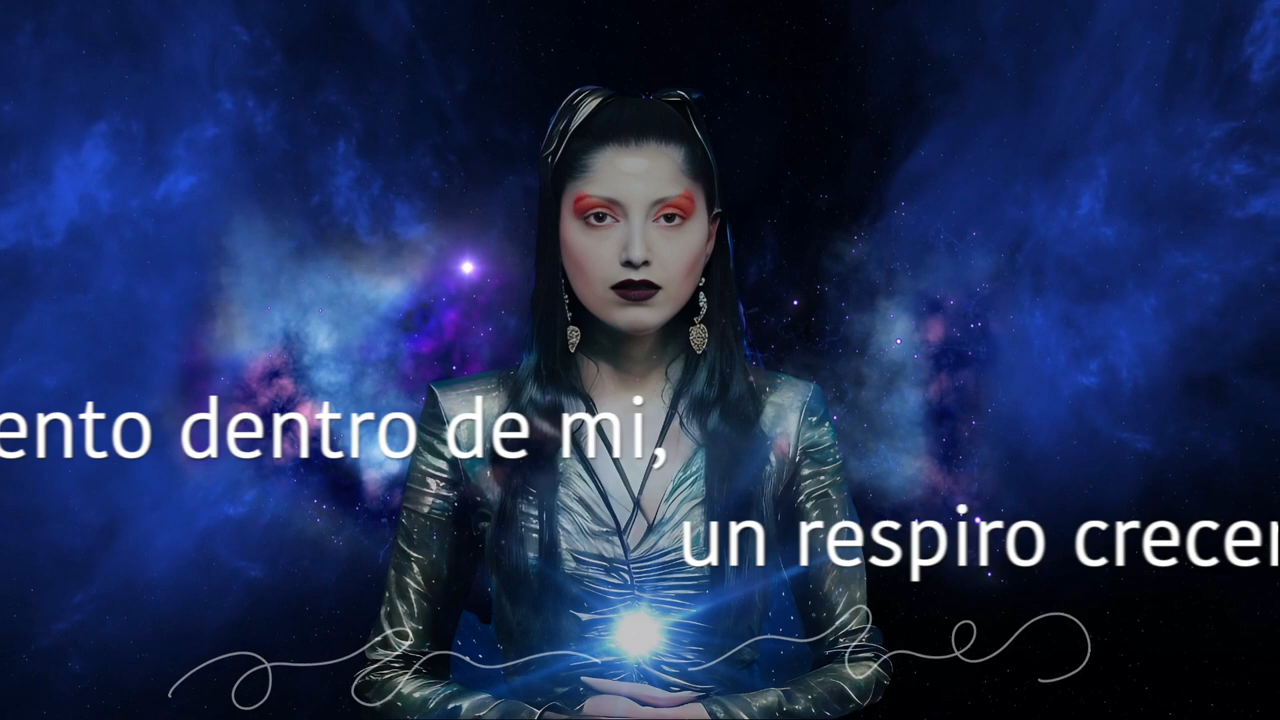 ento dentro de mi,
un respiro crecer